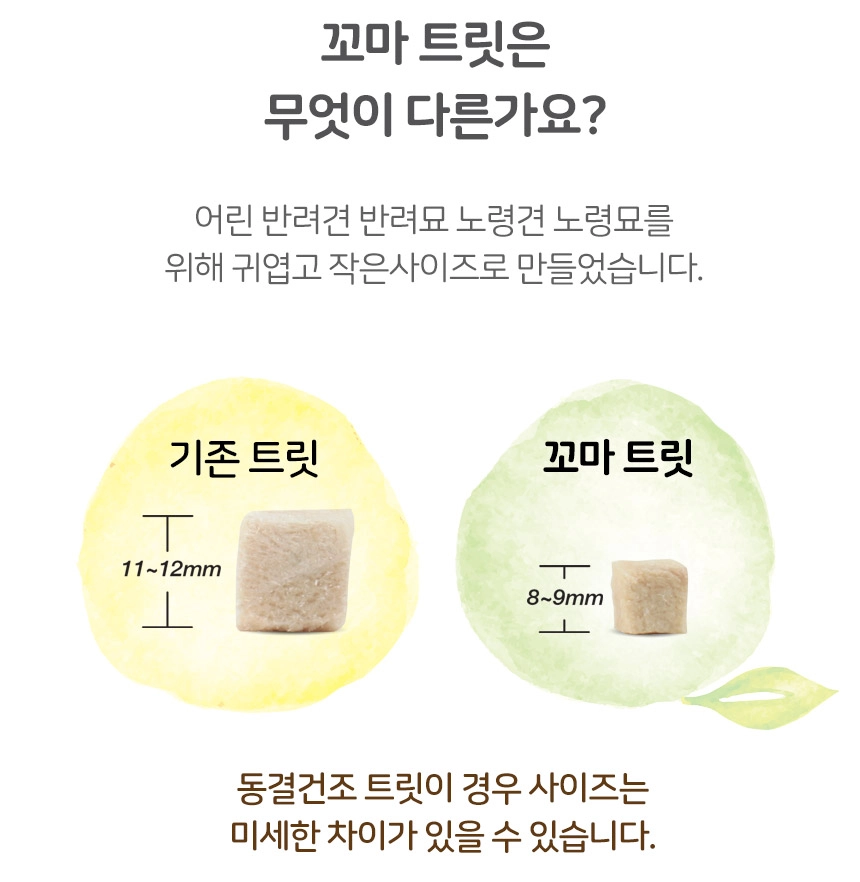 꼬마 트릿은
무엇이 다른가요?
어린 반려견 반려묘 노령견 노령묘를
위해 귀엽고 작은사이즈로 만들었습니다.
기존 트릿
11~12mm
꼬마 트릿
8~9mm
동결건조 트릿이 경우 사이즈는
미세한 차이가 있을 수 있습니다.